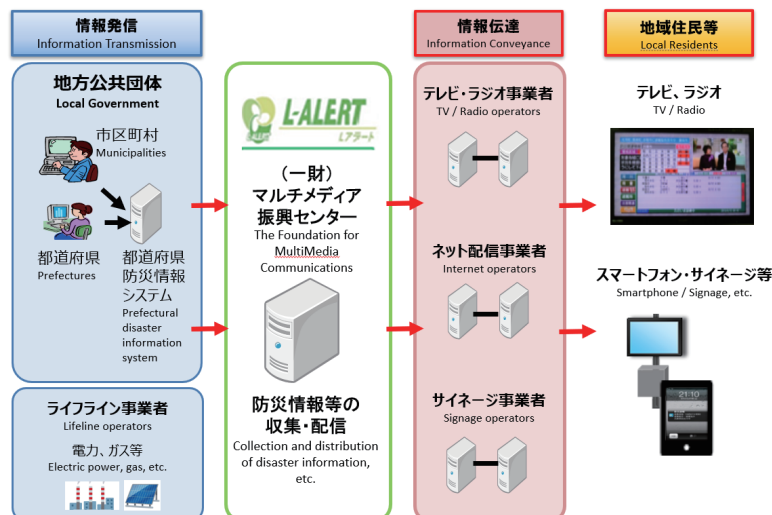 情報発信
Information Transmission
地方公共団体
Local Government
市区町村
Municipalities
都道府県
Prefectures
都道府県
防災情報
システム
Prefectural
disaster
information
system
ライフライン事業者
Lifeline operators
電力、ガス等
Electric power, gas, etc.
L-ALERT
Lアラート
（一財）
マルチメディア
振興センター
The Foundation for
MultiMedia
Communications
防災情報等の
収集・配信
Collection and distribution
of disaster information,
etc.
情報伝達
Information Conveyance
テレビ・ラジオ事業者
TV / Radio operators
ネット配信事業者
Internet operators
サイネージ事業者
Signage operators
地域住民等
Local Residents
テレビ、ラジオ
TV / Radio
スマートフォン・サイネージ等
Smartphone / Signage, etc.
21:10